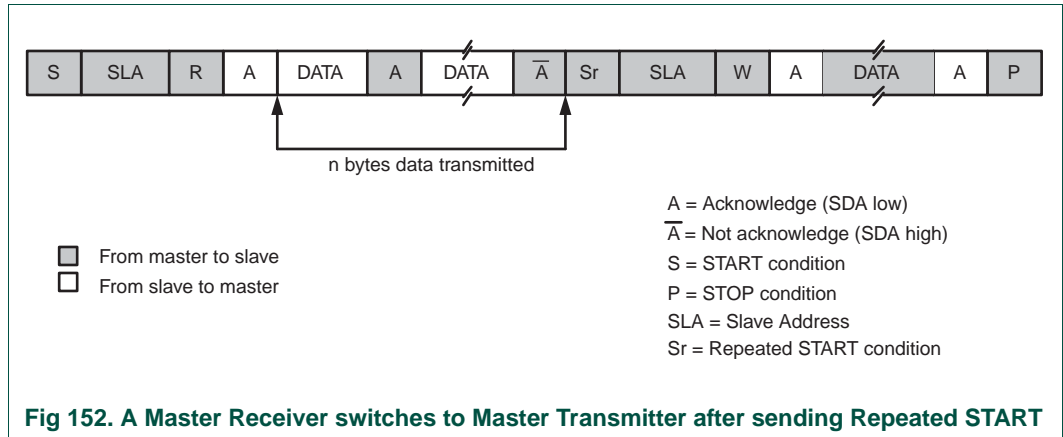 S SLA R A DATA A DATA A̅ Sr SLA W A DATA A P
n bytes data transmitted
From master to slave
From slave to master
A = Acknowledge (SDA low)
A̅ = Not acknowledge (SDA high)
S = START condition
P = STOP condition
SLA = Slave Address
Sr = Repeated START condition
Fig 152. A Master Receiver switches to Master Transmitter after sending Repeated START